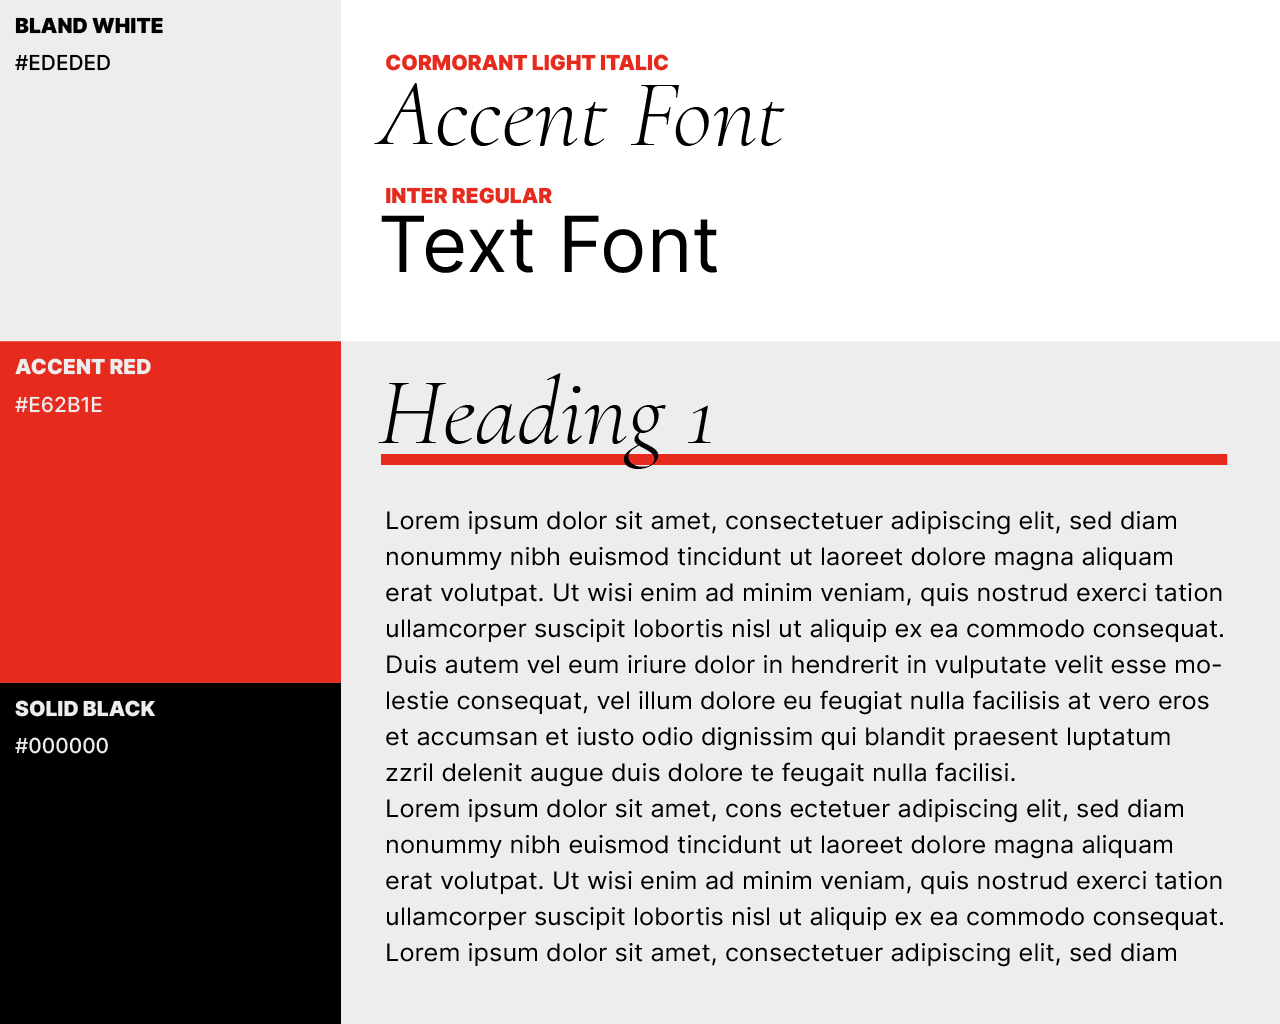 BLAND WHITE
#EDEDED
CORMORANT LIGHT ITALIC
Accent Font
INTER REGULAR
Text Font
ACCENT RED
#E62B1E
SOLID BLACK
#000000
Heading 1
Lorem ipsum dolor sit amet, consectetuer adipiscing elit, sed diam
nonummy nibh euismod tincidunt ut laoreet dolore magna aliquam
erat volutpat. Ut wisi enim ad minim veniam, quis nostrud exerci tation
ullamcorper suscipit lobortis nisl ut aliquip ex ea commodo consequat.
Duis autem vel eum iriure dolor in hendrerit in vulputate velit esse mo-
lestie consequat, vel illum dolore eu feugiat nulla facilisis at vero eros
et accumsan et iusto odio dignissim qui blandit praesent luptatum
zzril delenit augue duis dolore te feugait nulla facilisi.
Lorem ipsum dolor sit amet, cons ectetuer adipiscing elit, sed diam
nonummy nibh euismod tincidunt ut laoreet dolore magna aliquam
erat volutpat. Ut wisi enim ad minim veniam, quis nostrud exerci tation
ullamcorper suscipit lobortis nisl ut aliquip ex ea commodo consequat.
Lorem ipsum dolor sit amet, consectetuer adipiscing elit, sed diam